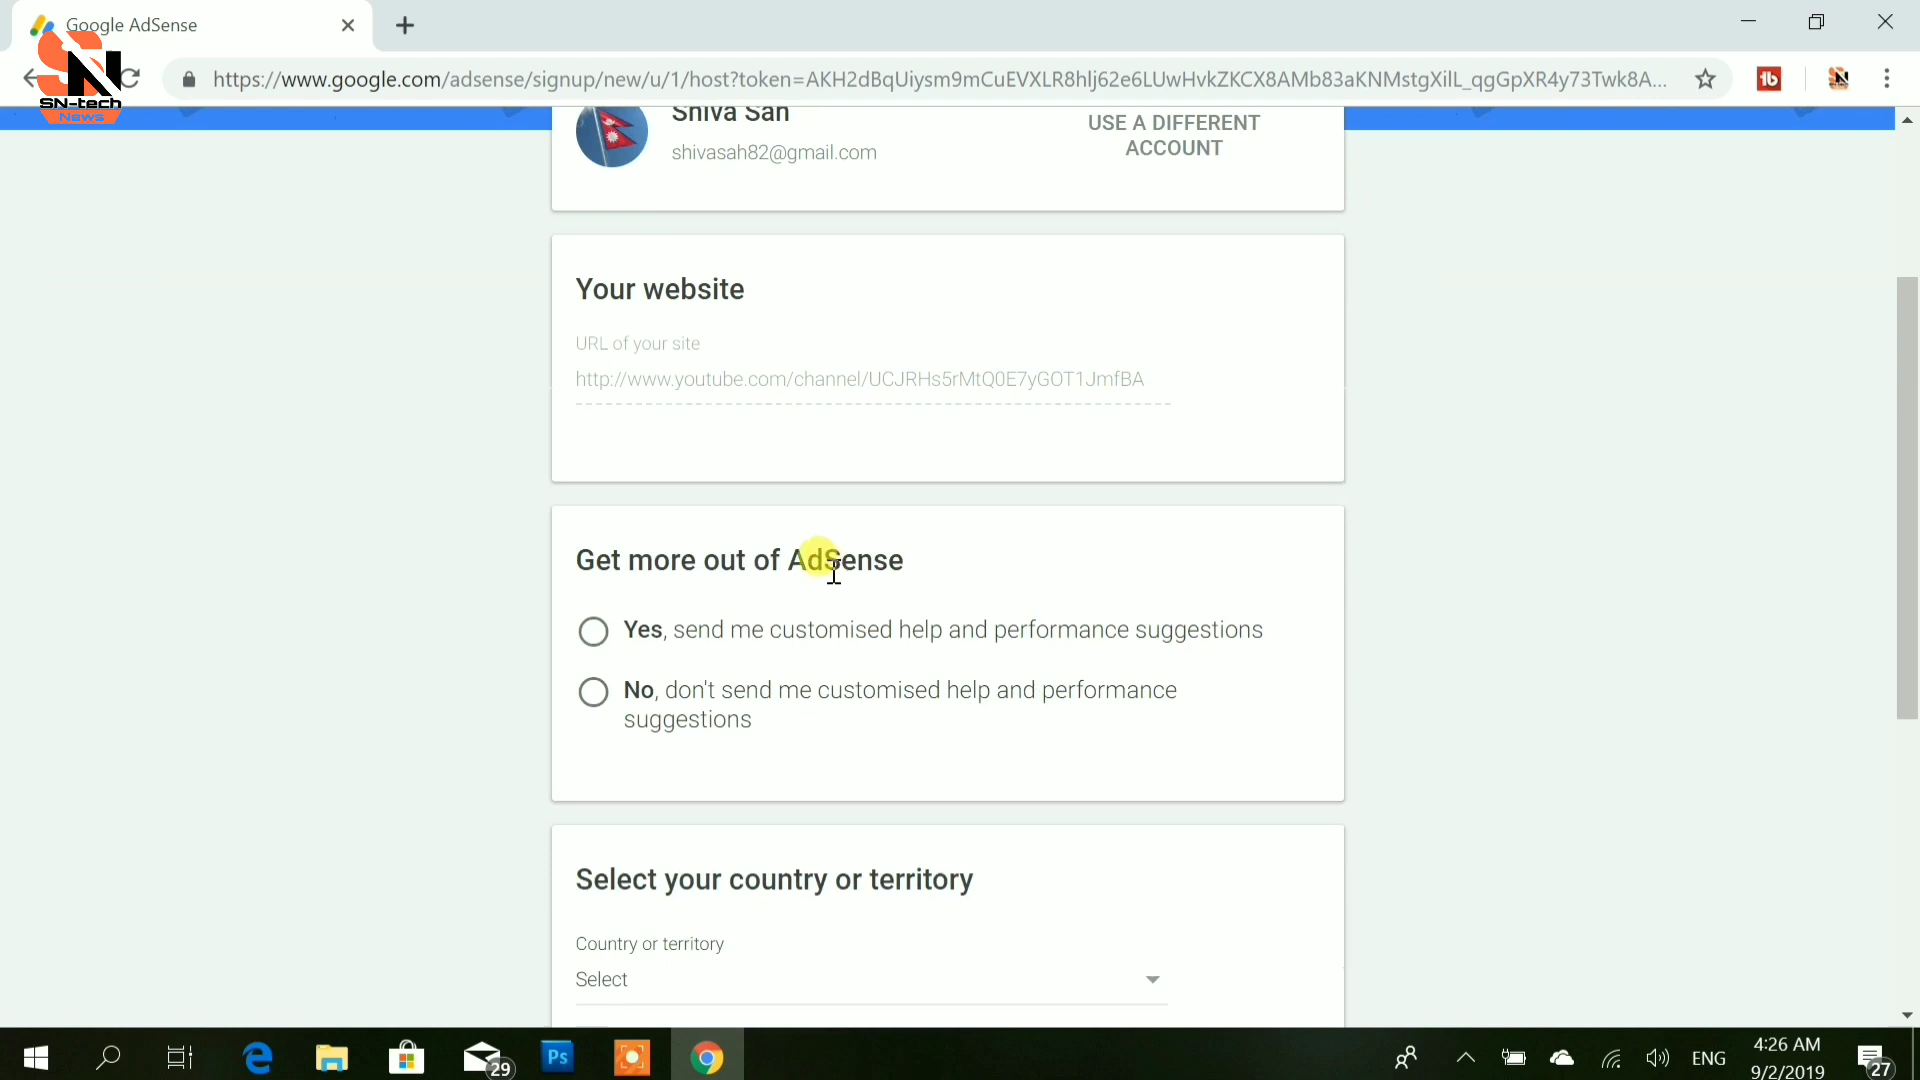 Google AdSense
SN-tech
News
https://www.google.com/adsense/signup/new/u/1/host?token=AKH2dBqUiysm9mCuEVXLR8hlj62e6LUwHvkZKCX8AMb83aKNMstgXilL_qgGpXR4y73Twk8A...
Shiva Sah
shivasah82@gmail.com
USE A DIFFERENT
ACCOUNT
Your website
URL of your site
http://www.youtube.com/channel/UCJRHs5rMtQ0E7yGOT1JmfBA
Get more out of AdSense
Yes, send me customised help and performance suggestions
No, don't send me customised help and performance
suggestions
Select your country or territory
Country or territory
Select
29
Ps
ENG
4:26 AM
9/2/2019
27